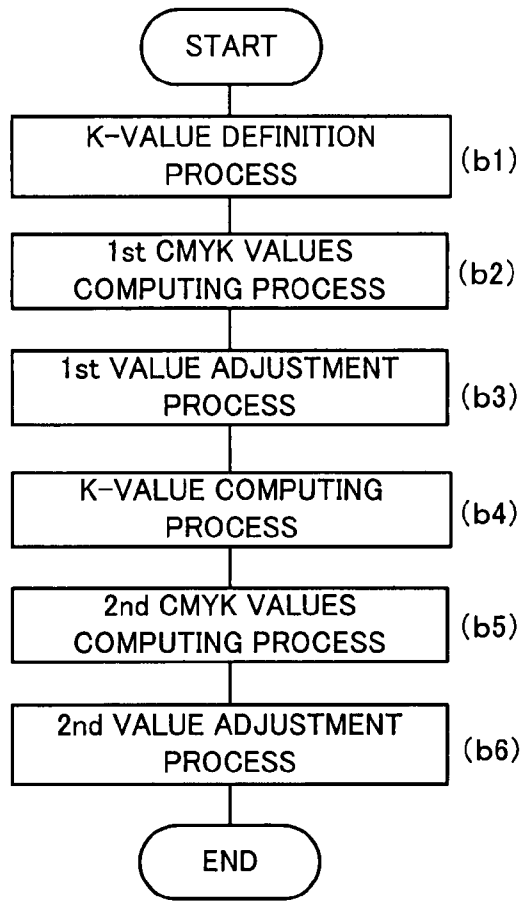 START
K-VALUE DEFINITION
PROCESS
(b1)
1st CMYK VALUES
COMPUTING PROCESS
(b2)
1st VALUE ADJUSTMENT
PROCESS
(b3)
K-VALUE COMPUTING
PROCESS
(b4)
2nd CMYK VALUES
COMPUTING PROCESS
(b5)
2nd VALUE ADJUSTMENT
PROCESS
(b6)
END